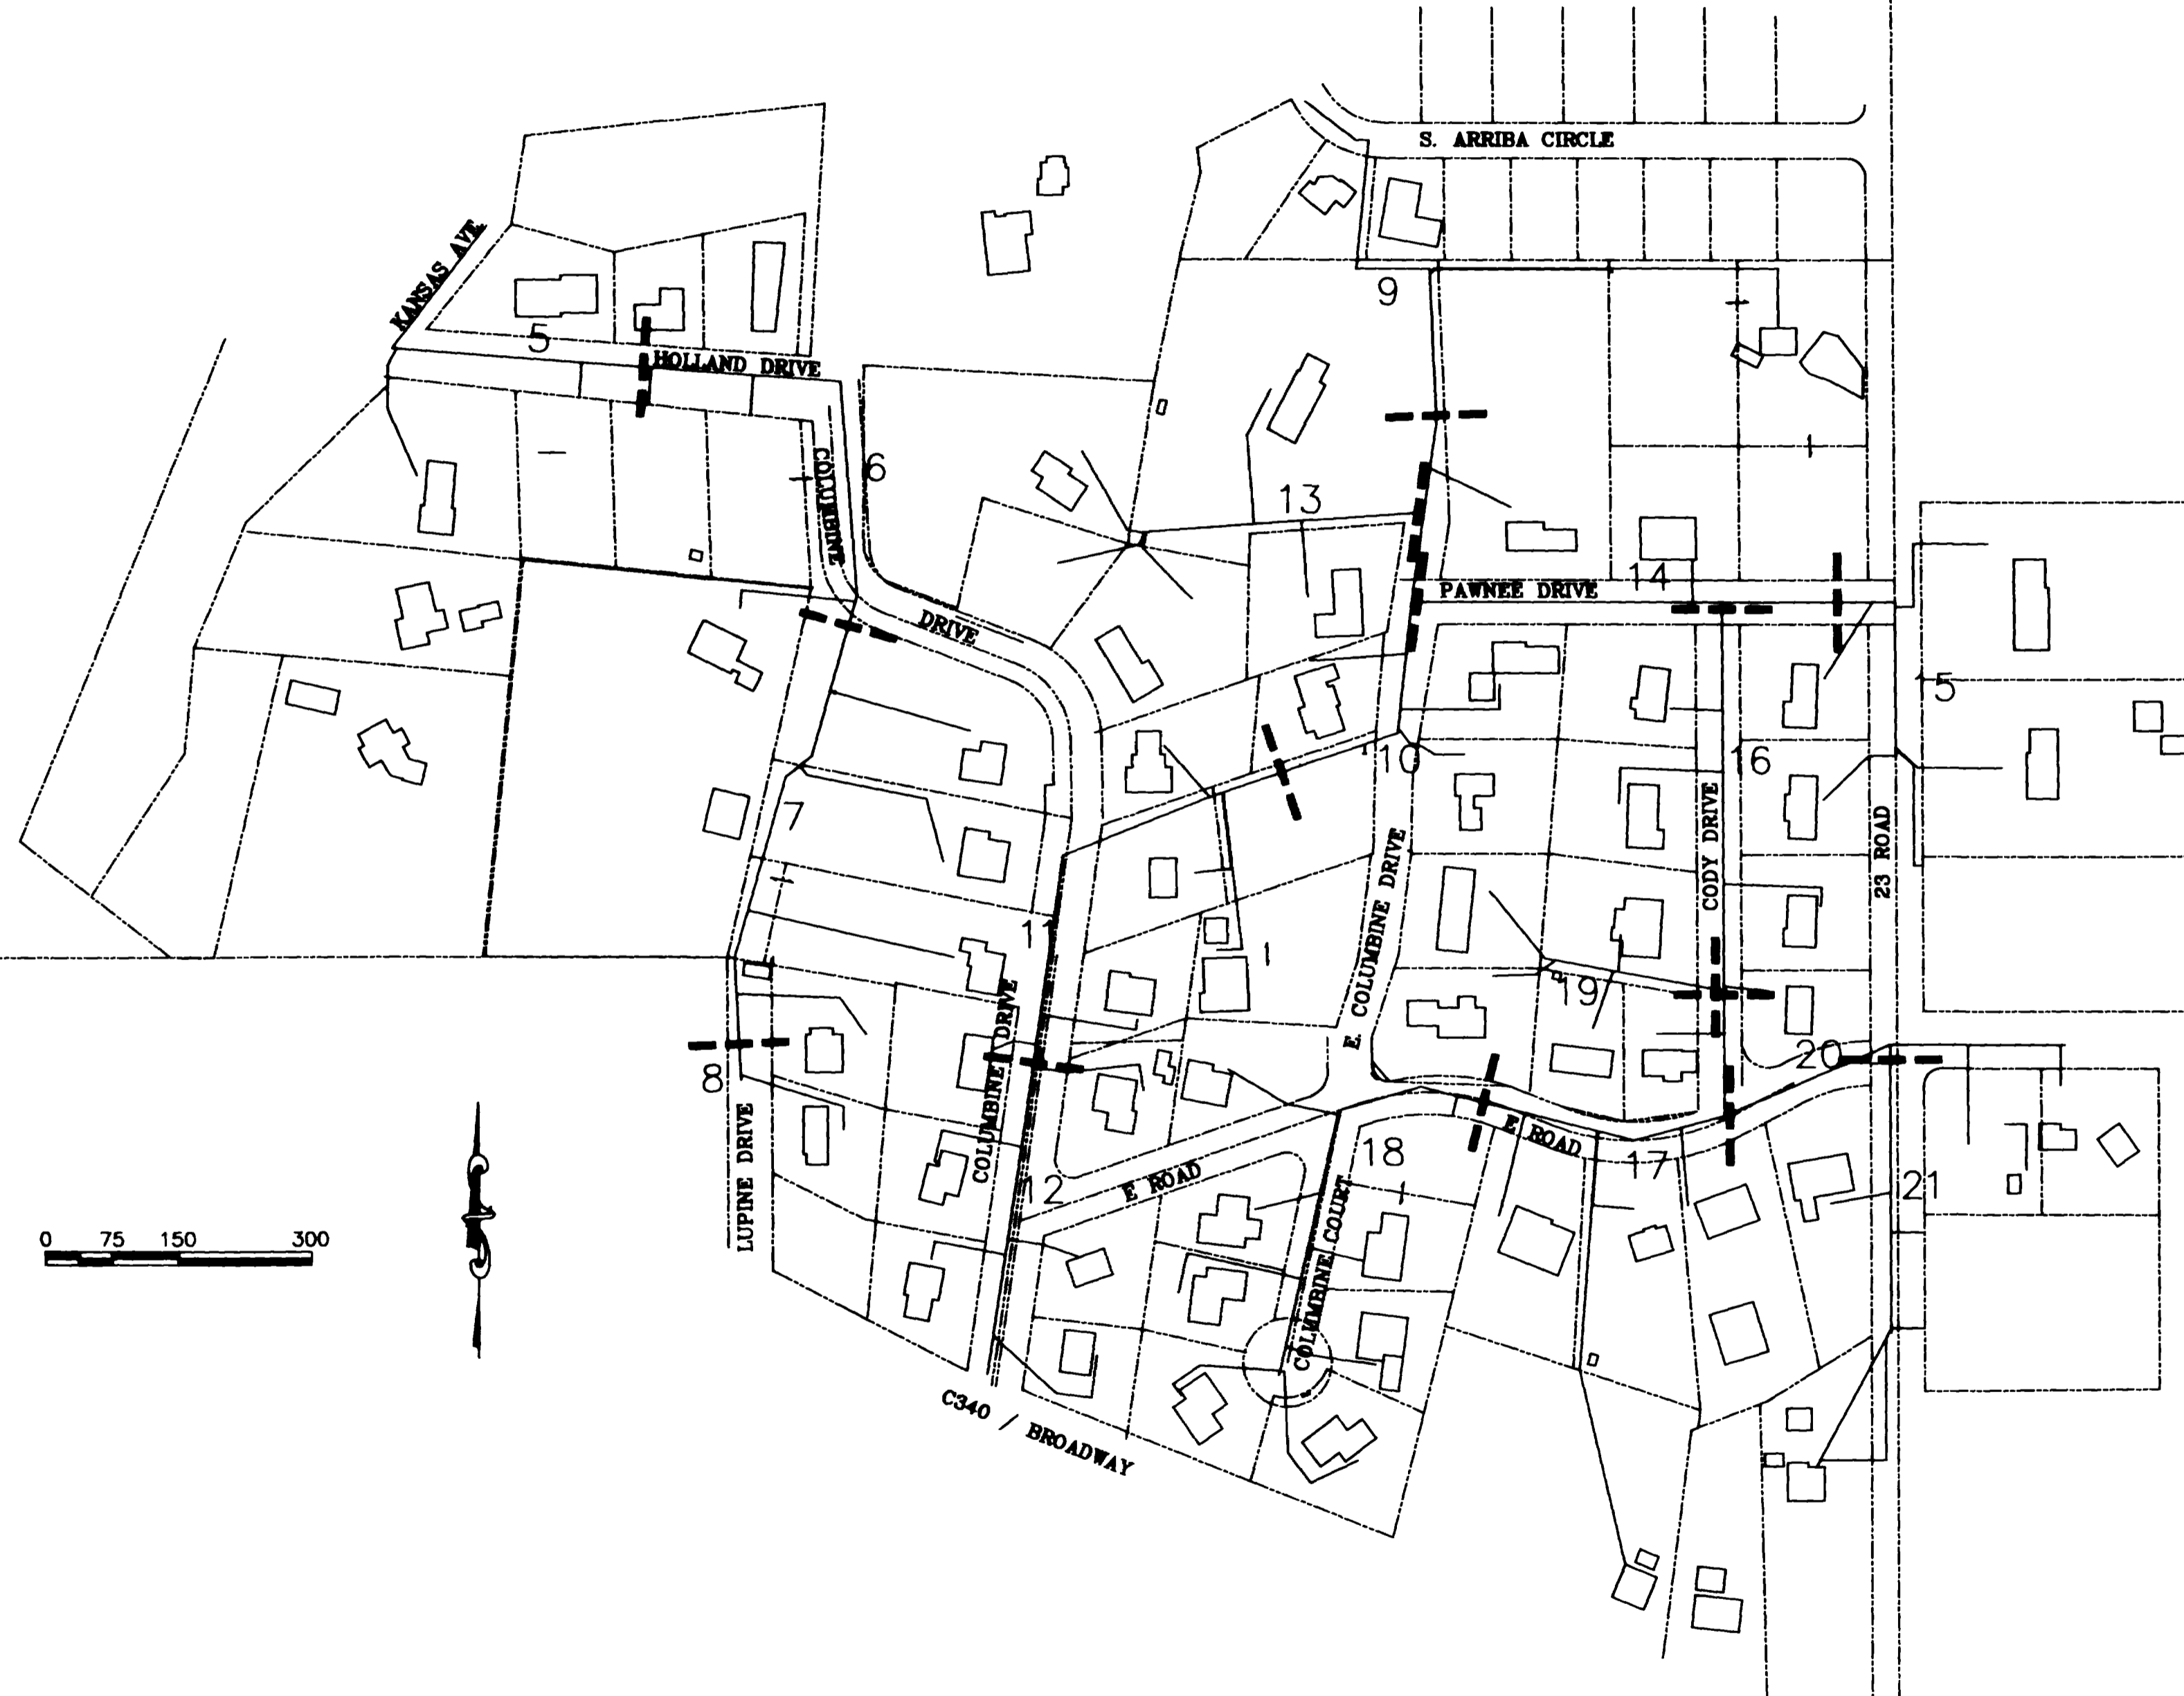 S. ARRIBA CIRCLE
KANSAS AVE.
9
5
HOLLAND DRIVE
6
COLUMBINE
13
14
PAWNEE DRIVE
DRIVE
15
10
16
7
CODY DRIVE
23 ROAD
E. COLUMBINE DRIVE
11
19
COLUMBINE DRIVE
20
8
E ROAD
18
17
LUPINE DRIVE
COLUMBINE DRIVE
12
E ROAD
21
COLUMBINE COURT
0 75 150 300
C340 / BROADWAY